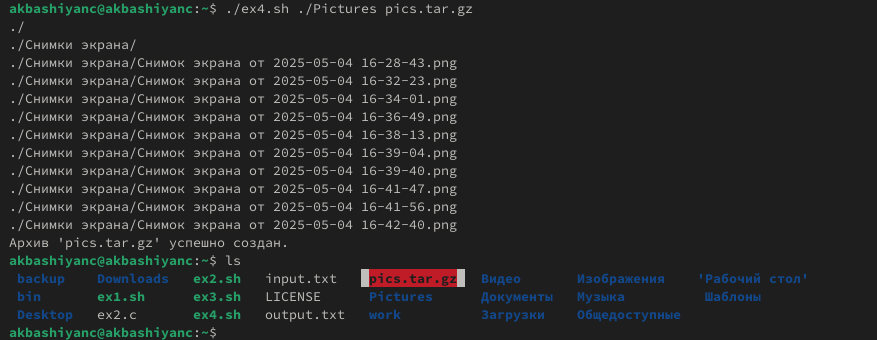 akbashiyanc@akbashiyanc:~$ ./ex4.sh ./Pictures pics.tar.gz
./
./Снимки экрана/
./Снимки экрана/Снимок экрана от 2025-05-04 16-28-43.png
./Снимки экрана/Снимок экрана от 2025-05-04 16-32-23.png
./Снимки экрана/Снимок экрана от 2025-05-04 16-34-01.png
./Снимки экрана/Снимок экрана от 2025-05-04 16-36-49.png
./Снимки экрана/Снимок экрана от 2025-05-04 16-38-13.png
./Снимки экрана/Снимок экрана от 2025-05-04 16-39-04.png
./Снимки экрана/Снимок экрана от 2025-05-04 16-39-40.png
./Снимки экрана/Снимок экрана от 2025-05-04 16-41-47.png
./Снимки экрана/Снимок экрана от 2025-05-04 16-41-56.png
./Снимки экрана/Снимок экрана от 2025-05-04 16-42-40.png
Архив 'pics.tar.gz' успешно создан.
akbashiyanc@akbashiyanc:~$ ls
backup Downloads ex2.sh input.txt pics.tar.gz Видео Изображения 'Рабочий стол'
bin ex1.sh ex3.sh LICENSE Pictures Документы Музыка Шаблоны
Desktop ex2.c ex4.sh output.txt work Загрузки Общедоступные
akbashiyanc@akbashiyanc:~$